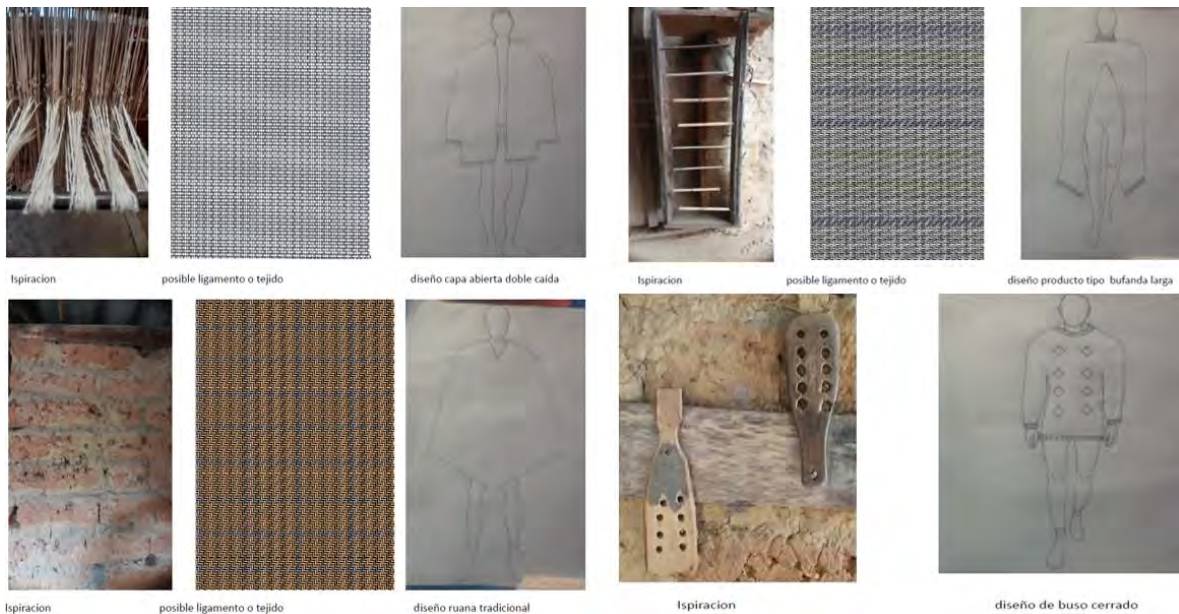 Ispiracion
posible ligamento o tejido
diseño capa abierta doble caída
Ispiracion
posible ligamento o tejido
diseño producto tipo bufanda larga
Ispiracion
posible ligamento o tejido
diseño ruana tradicional
Ispiracion
diseño de buso cerrado